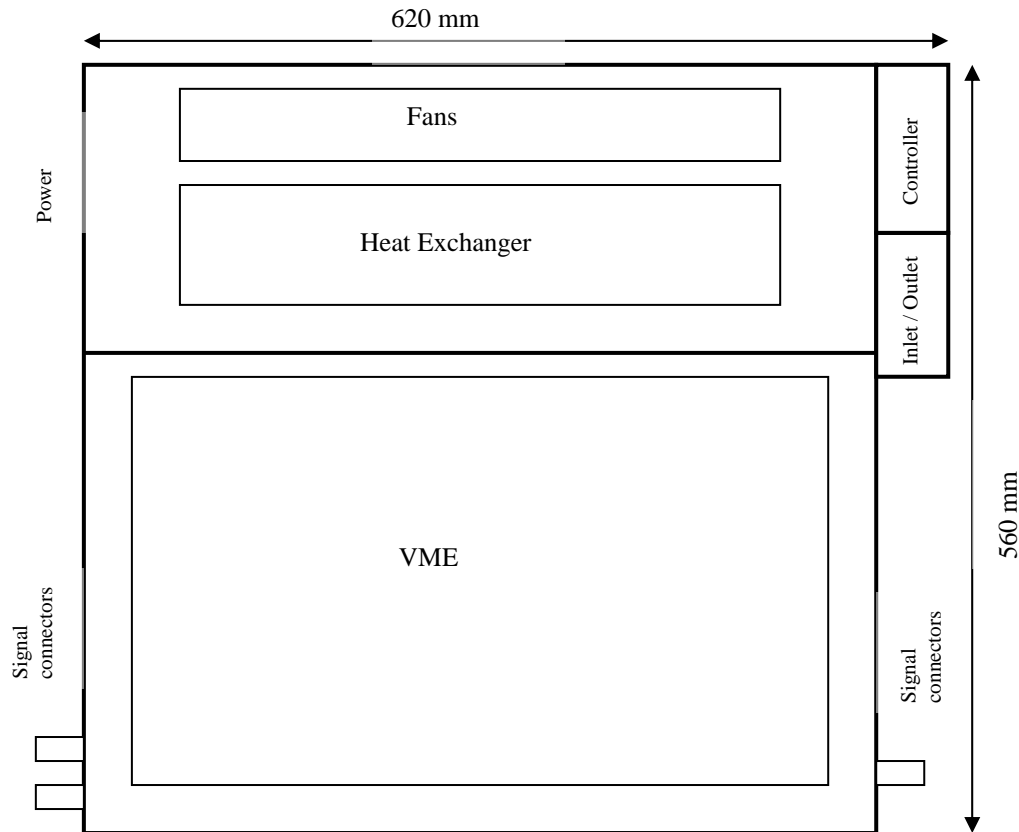 620 mm
Fans
Controller
Power
Heat Exchanger
Inlet / Outlet
560 mm
VME
Signal
connectors
Signal
connectors